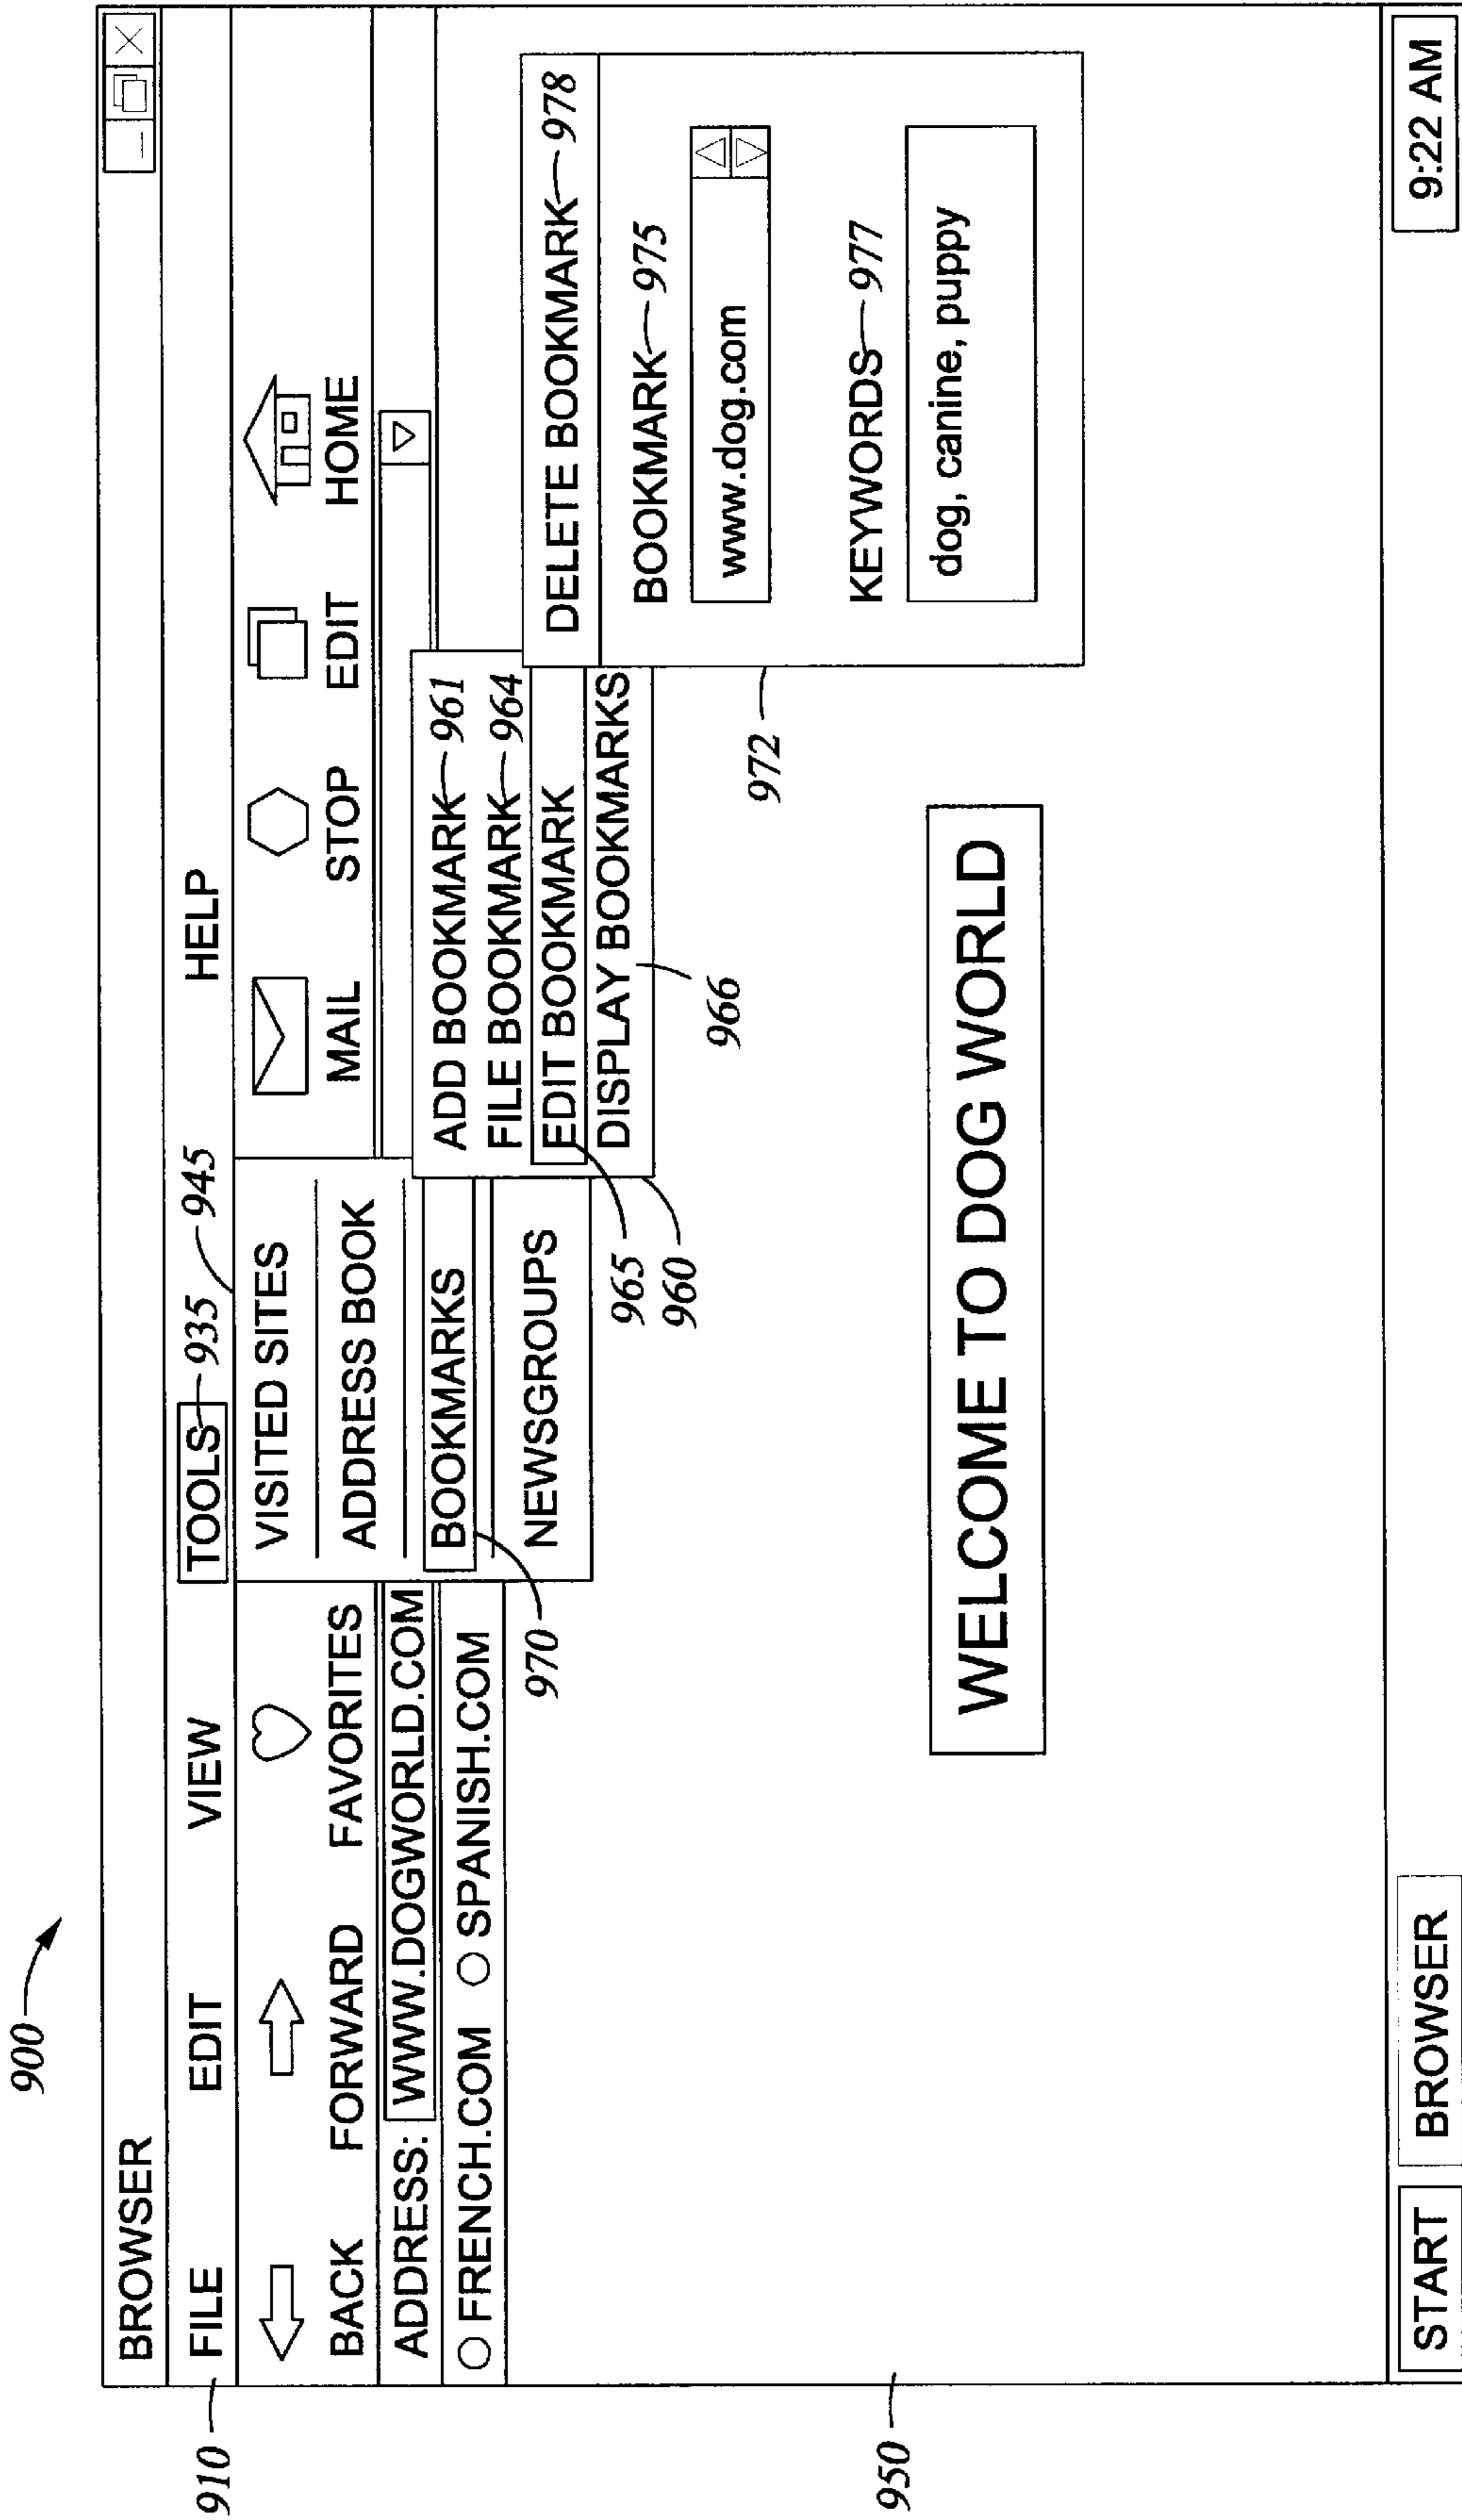 900
BROWSER
910
FILE EDIT VIEW TOOLS 935 945 HELP
BACK FORWARD FAVORITES MAIL STOP EDIT HOME
ADDRESS: WWW.DOGWORLD.COM
FRENCH.COM SPANISH.COM
VISITED SITES
ADDRESS BOOK
BOOKMARKS
NEWSGROUPS
970
ADD BOOKMARK 961
FILE BOOKMARK 964
EDIT BOOKMARK
DISPLAY BOOKMARKS
965
960
966
DELETE BOOKMARK 978
BOOKMARK 975
www.dog.com
KEYWORDS 977
dog, canine, puppy
972
WELCOME TO DOG WORLD
950
START BROWSER 9:22 AM